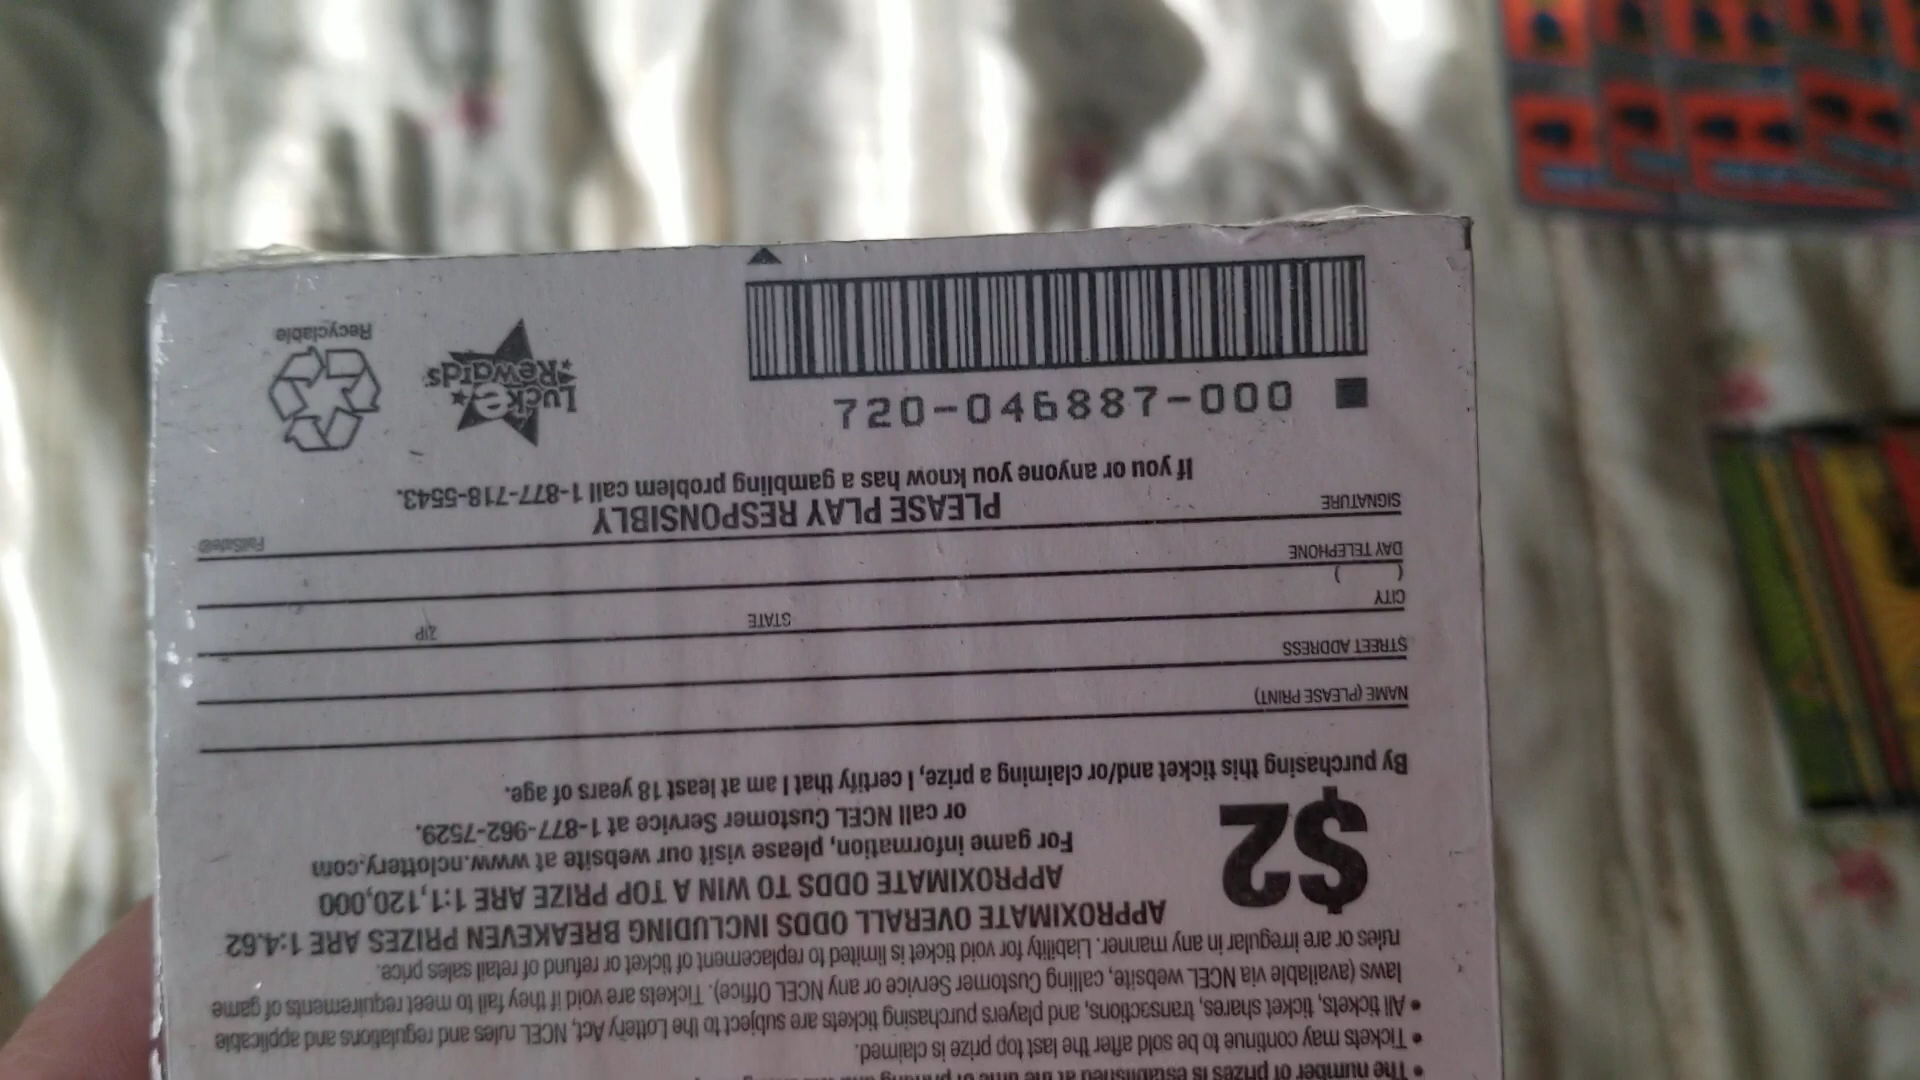 • The number of prizes is established at the time of printing and
• Tickets may continue to be sold after the last top prize is claimed.
• All tickets, ticket shares, transactions, and players purchasing tickets are subject to the Lottery Act, NCEL rules and regulations and applicable
laws (available via NCEL website, calling Customer Service or any NCEL Office). Tickets are void if they fail to meet requirements of game
rules or are irregular in any manner. Liability for void ticket is limited to replacement of ticket or refund of retail sales price.
$2
APPROXIMATE OVERALL ODDS INCLUDING BREAKEVEN PRIZES ARE 1:4.62
APPROXIMATE ODDS TO WIN A TOP PRIZE ARE 1:1,120,000
For game information, please visit our website at www.nclottery.com
or call NCEL Customer Service at 1-877-962-7529.
By purchasing this ticket and/or claiming a prize, I certify that I am at least 18 years of age.
NAME (PLEASE PRINT)
STREET ADDRESS
CITY STATE ZIP
( )
DAY TELEPHONE
SIGNATURE
PLEASE PLAY RESPONSIBLY
If you or anyone you know has a gambling problem call 1-877-718-5543.
720-046887-000
Lucke
Rewards
Recyclable